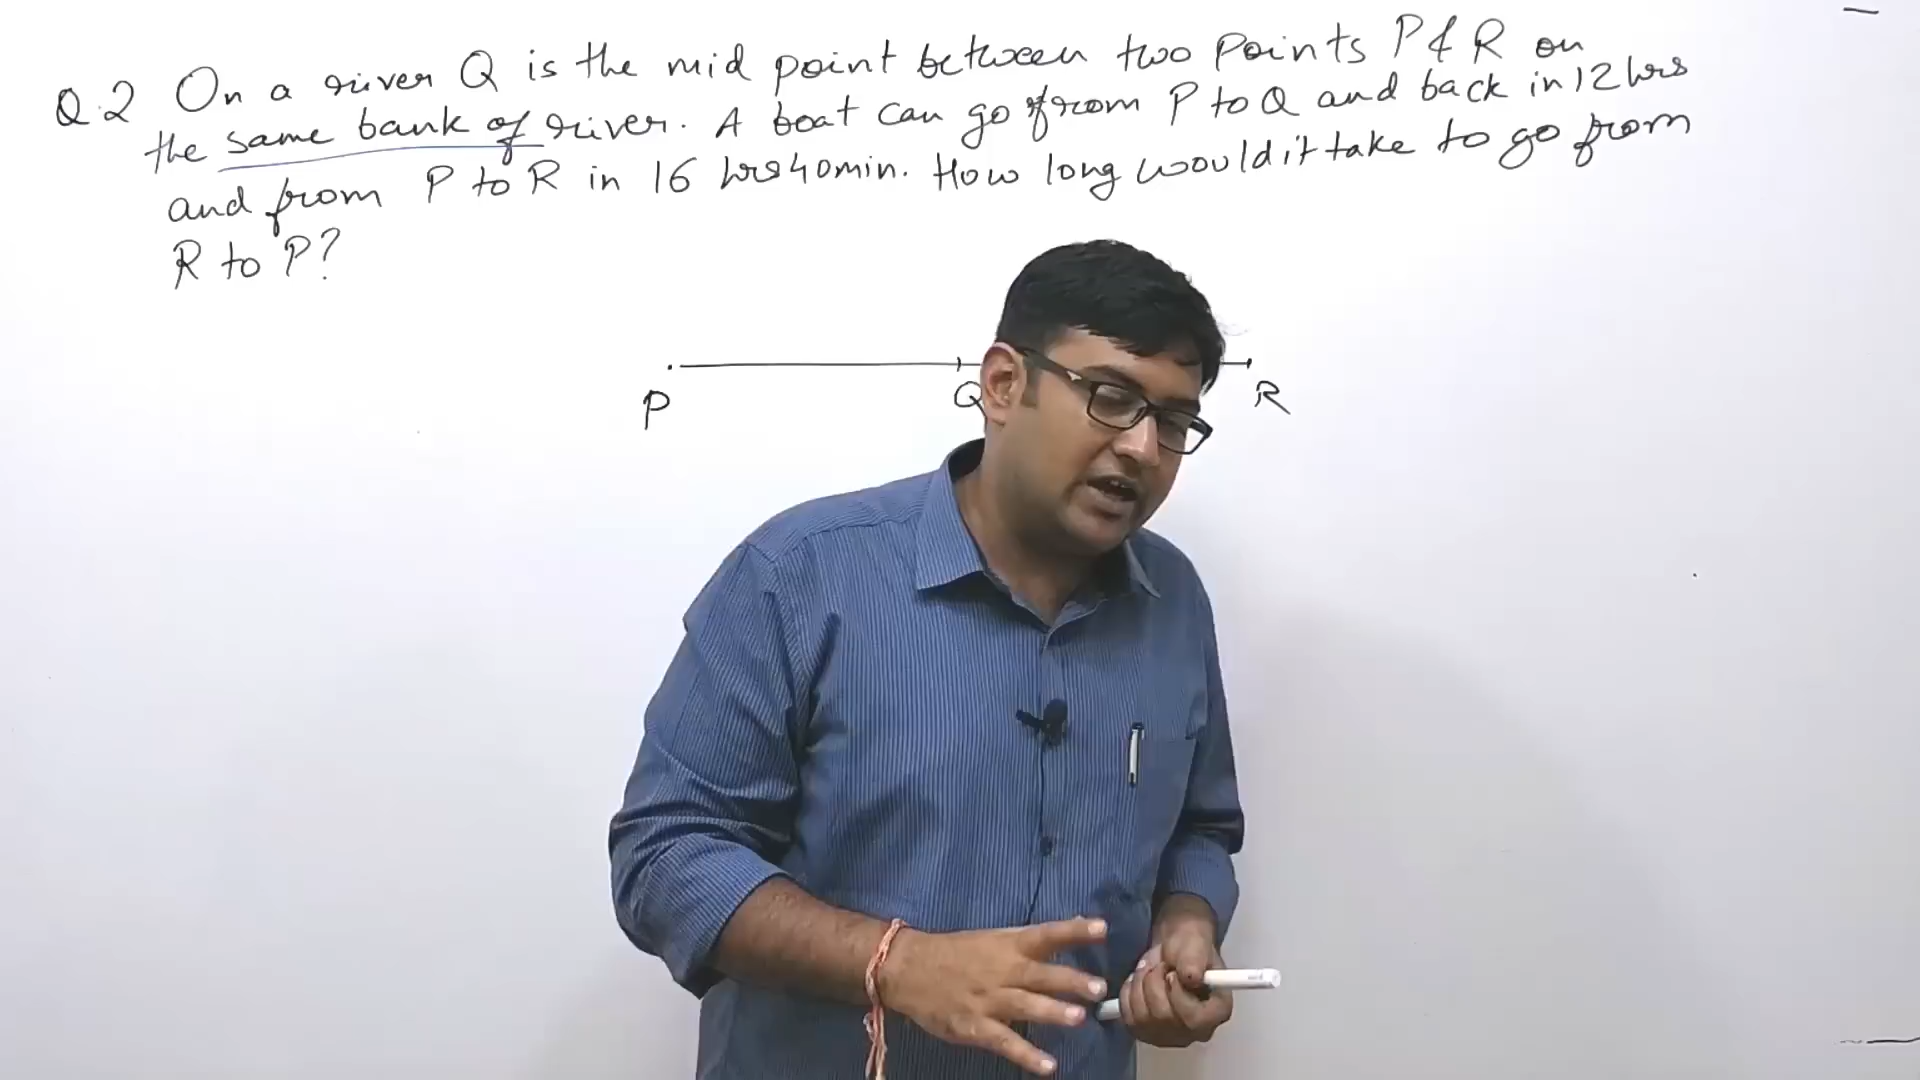 Q.2 On a river Q is the mid point between two points P & R on
the same bank of river. A boat can go from P to Q and back in 12 hrs
and from P to R in 16 hrs 40 min. How long would it take to go from
R to P?
P Q R